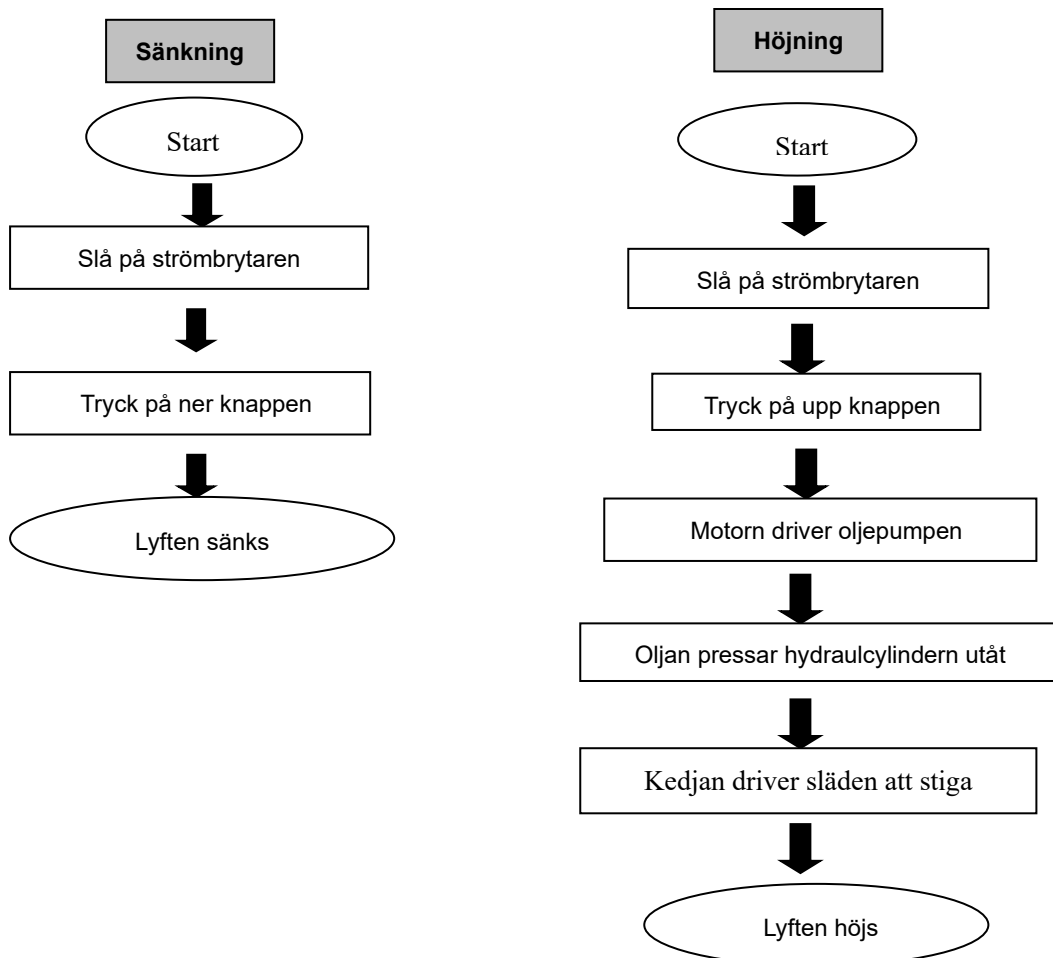 Sänkning
Start
Slå på strömbrytaren
Tryck på ner knappen
Lyften sänks
Höjning
Start
Slå på strömbrytaren
Tryck på upp knappen
Motorn driver oljepumpen
Oljan pressar hydraulcylindern utåt
Kedjan driver släden att stiga
Lyften höjs